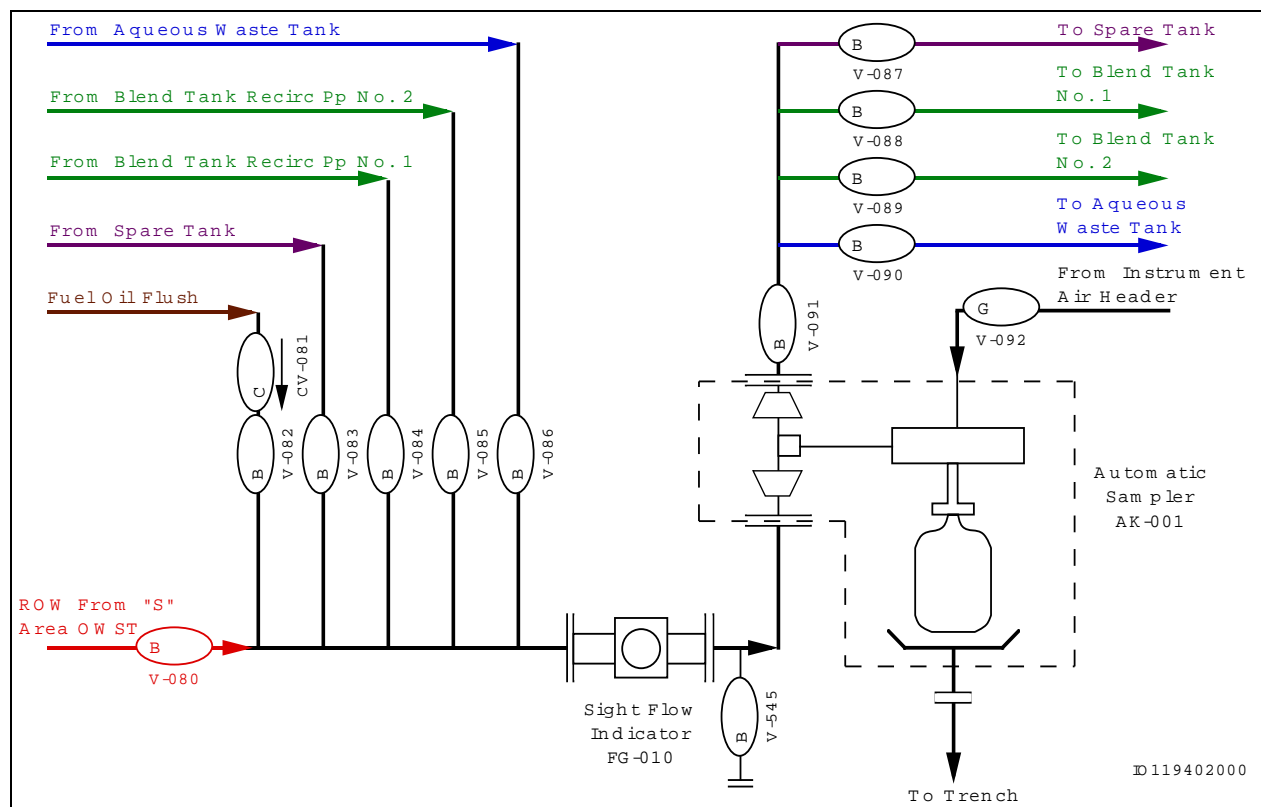 From Aqueous Waste Tank
From Blend Tank Recirc Pp No. 2
From Blend Tank Recirc Pp No. 1
From Spare Tank
Fuel Oil Flush
C
CV-081
B
V-082
B
V-083
B
V-084
B
V-085
B
V-086
ROW From "S"
Area OWST
B
V-080
Sight Flow
Indicator
FG-010
B
V-545
B
V-091
B
V-087
To Spare Tank
B
V-088
To Blend Tank
No. 1
B
V-089
To Blend Tank
No. 2
B
V-090
To Aqueous
Waste Tank
From Instrument
Air Header
G
V-092
Automatic
Sampler
AK-001
To Trench
ID119402000